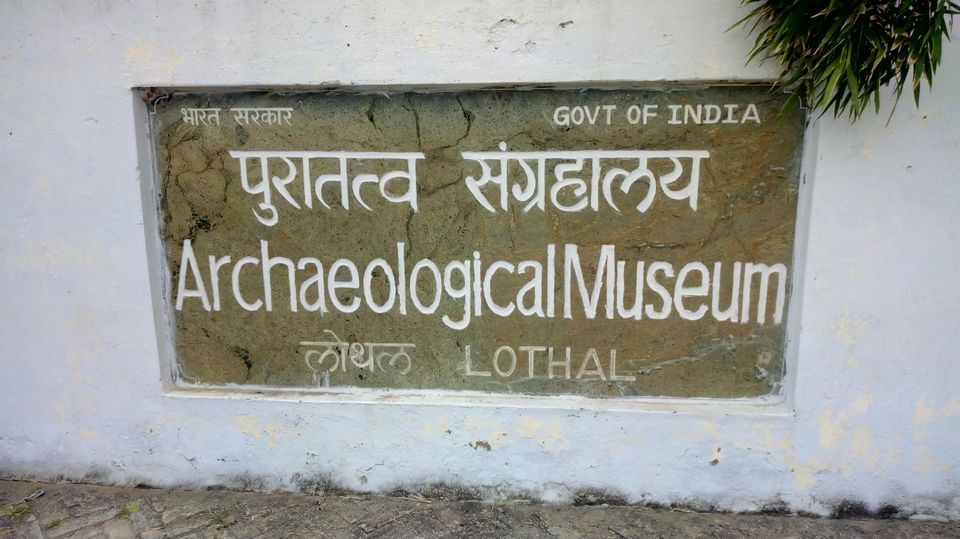 भारत सरकार GOVT OF INDIA
पुरातत्व संग्रहालय
Archaeological Museum
लोथल LOTHAL